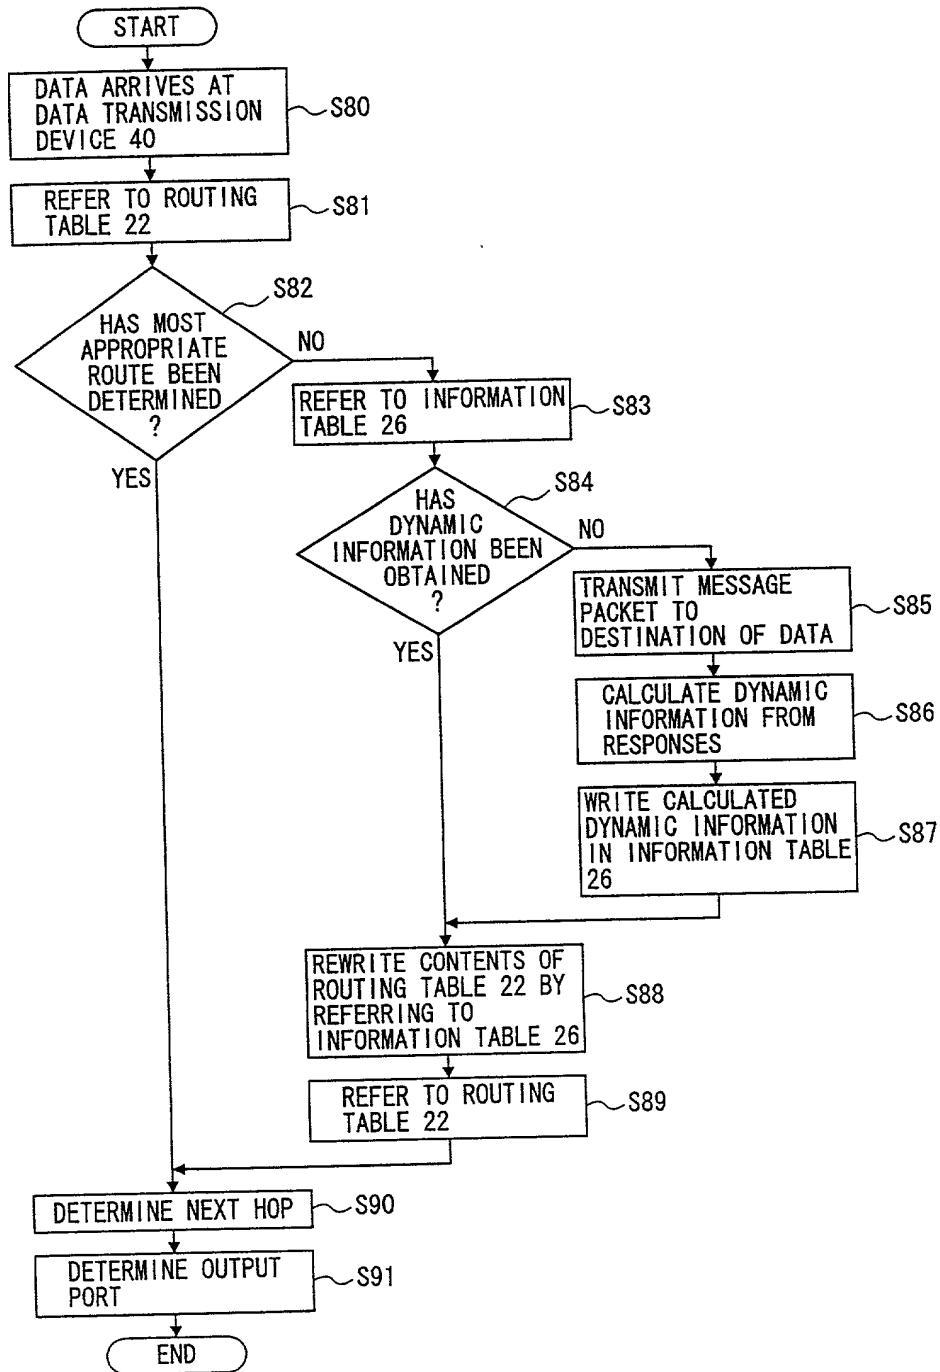 START
DATA ARRIVES AT
DATA TRANSMISSION
DEVICE 40
S80
REFER TO ROUTING
TABLE 22
S81
HAS MOST
APPROPRIATE
ROUTE BEEN
DETERMINED
?
S82
NO
YES
REFER TO INFORMATION
TABLE 26
S83
HAS
DYNAMIC
INFORMATION BEEN
OBTAINED
?
S84
NO
YES
TRANSMIT MESSAGE
PACKET TO
DESTINATION OF DATA
S85
CALCULATE DYNAMIC
INFORMATION FROM
RESPONSES
S86
WRITE CALCULATED
DYNAMIC INFORMATION
IN INFORMATION TABLE
26
S87
REWRITE CONTENTS OF
ROUTING TABLE 22 BY
REFERRING TO
INFORMATION TABLE 26
S88
REFER TO ROUTING
TABLE 22
S89
DETERMINE NEXT HOP
S90
DETERMINE OUTPUT
PORT
S91
END